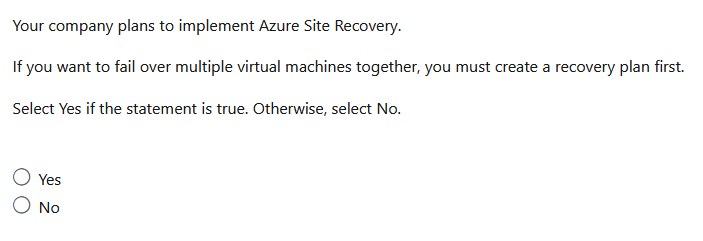 Your company plans to implement Azure Site Recovery.
If you want to fail over multiple virtual machines together, you must create a recovery plan first.
Select Yes if the statement is true. Otherwise, select No.
Yes
No